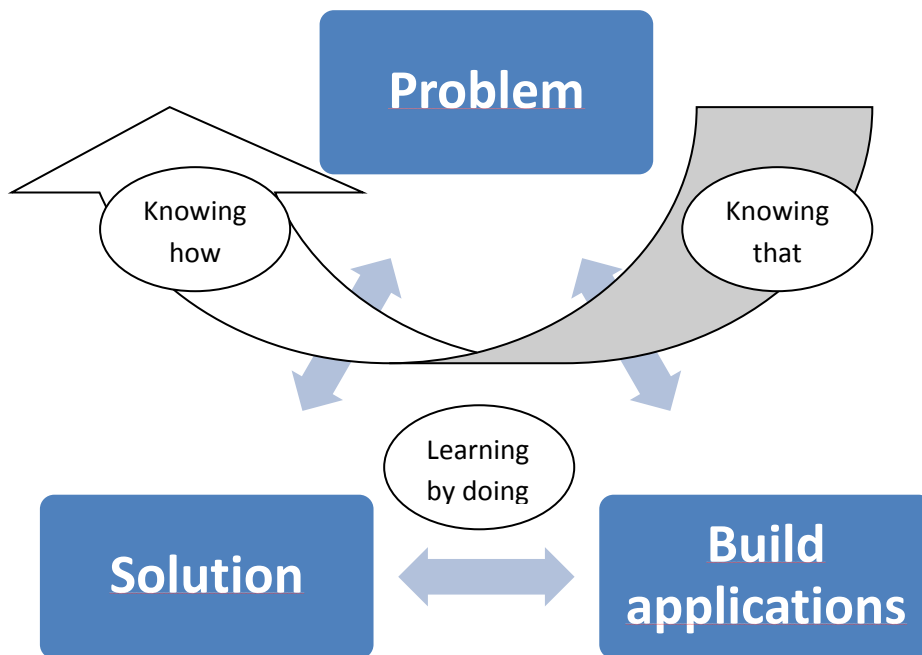 Problem
Knowing
how
Knowing
that
Learning
by doing
Solution
Build
applications